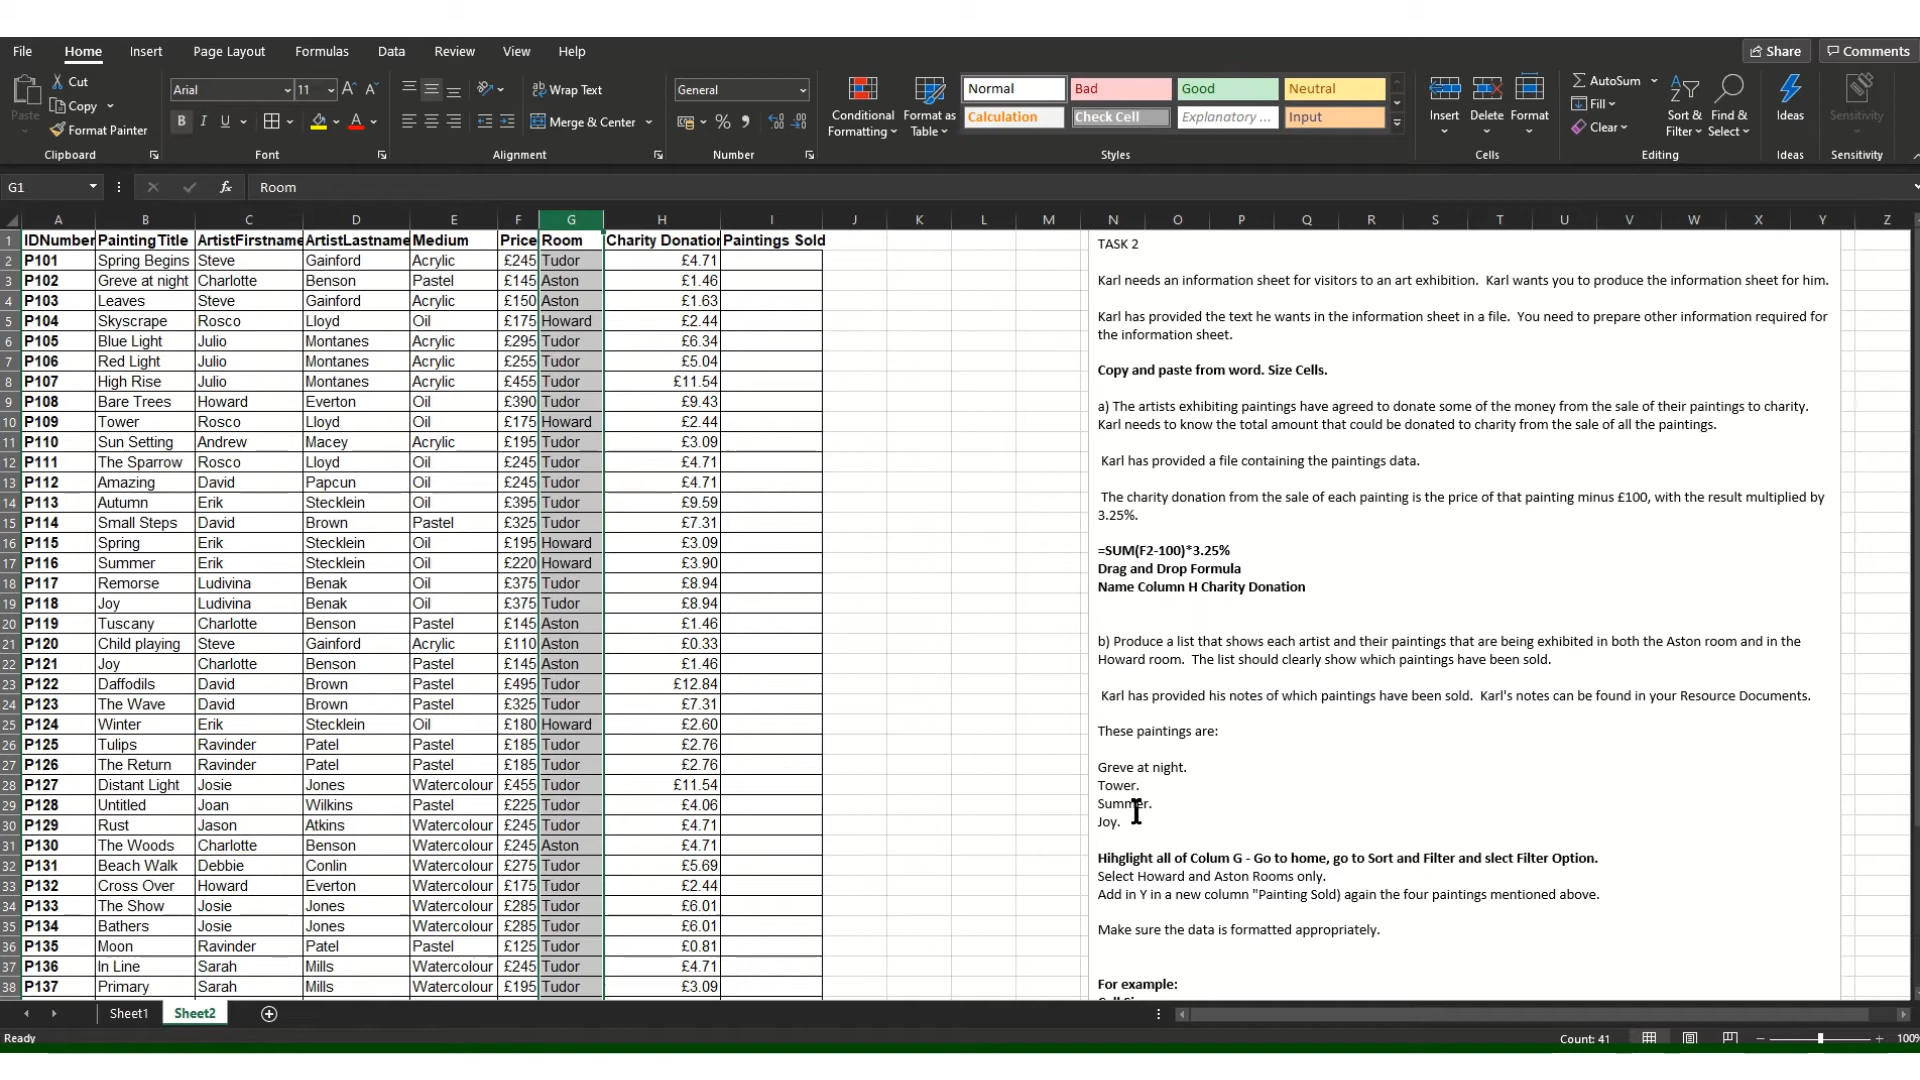 File Home Insert Page Layout Formulas Data Review View Help Share Comments
Cut
Copy
Format Painter
Paste
Clipboard
Arial 11
Font
Wrap Text
Merge & Center
Alignment
General
Number
Conditional Formatting
Format as Table
Normal Bad Good Neutral
Calculation Check Cell Explanatory ... Input
Styles
Insert Delete Format
Cells
AutoSum
Fill
Clear
Sort & Filter
Find & Select
Editing
Ideas
Ideas
Sensitivity
Sensitivity
G1 fx Room
A B C D E F G H I J K L M N O P Q R S T U V W X Y Z
1 IDNumber PaintingTitle ArtistFirstname ArtistLastname Medium Price Room Charity Donation Paintings Sold
2 P101 Spring Begins Steve Gainford Acrylic £245 Tudor £4.71
3 P102 Greve at night Charlotte Benson Pastel £145 Aston £1.46
4 P103 Leaves Steve Gainford Acrylic £150 Aston £1.63
5 P104 Skyscrape Rosco Lloyd Oil £175 Howard £2.44
6 P105 Blue Light Julio Montanes Acrylic £295 Tudor £6.34
7 P106 Red Light Julio Montanes Acrylic £255 Tudor £5.04
8 P107 High Rise Julio Montanes Acrylic £455 Tudor £11.54
9 P108 Bare Trees Howard Everton Oil £390 Tudor £9.43
10 P109 Tower Rosco Lloyd Oil £175 Howard £2.44
11 P110 Sun Setting Andrew Macey Acrylic £195 Tudor £3.09
12 P111 The Sparrow Rosco Lloyd Oil £245 Tudor £4.71
13 P112 Amazing David Papcun Oil £245 Tudor £4.71
14 P113 Autumn Erik Stecklein Oil £395 Tudor £9.59
15 P114 Small Steps David Brown Pastel £325 Tudor £7.31
16 P115 Spring Erik Stecklein Oil £195 Howard £3.09
17 P116 Summer Erik Stecklein Oil £220 Howard £3.90
18 P117 Remorse Ludivina Benak Oil £375 Tudor £8.94
19 P118 Joy Ludivina Benak Oil £375 Tudor £8.94
20 P119 Tuscany Charlotte Benson Pastel £145 Aston £1.46
21 P120 Child playing Steve Gainford Acrylic £110 Aston £0.33
22 P121 Joy Charlotte Benson Pastel £145 Aston £1.46
23 P122 Daffodils David Brown Pastel £495 Tudor £12.84
24 P123 The Wave David Brown Pastel £325 Tudor £7.31
25 P124 Winter Erik Stecklein Oil £180 Howard £2.60
26 P125 Tulips Ravinder Patel Pastel £185 Tudor £2.76
27 P126 The Return Ravinder Patel Pastel £185 Tudor £2.76
28 P127 Distant Light Josie Jones Watercolour £455 Tudor £11.54
29 P128 Untitled Joan Wilkins Pastel £225 Tudor £4.06
30 P129 Rust Jason Atkins Watercolour £245 Tudor £4.71
31 P130 The Woods Charlotte Benson Watercolour £245 Aston £4.71
32 P131 Beach Walk Debbie Conlin Watercolour £275 Tudor £5.69
33 P132 Cross Over Howard Everton Watercolour £175 Tudor £2.44
34 P133 The Show Josie Jones Watercolour £285 Tudor £6.01
35 P134 Bathers Josie Jones Watercolour £285 Tudor £6.01
36 P135 Moon Ravinder Patel Pastel £125 Tudor £0.81
37 P136 In Line Sarah Mills Watercolour £245 Tudor £4.71
38 P137 Primary Sarah Mills Watercolour £195 Tudor £3.09
TASK 2
Karl needs an information sheet for visitors to an art exhibition. Karl wants you to produce the information sheet for him.
Karl has provided the text he wants in the information sheet in a file. You need to prepare other information required for
the information sheet.
Copy and paste from word. Size Cells.
a) The artists exhibiting paintings have agreed to donate some of the money from the sale of their paintings to charity.
Karl needs to know the total amount that could be donated to charity from the sale of all the paintings.
Karl has provided a file containing the paintings data.
The charity donation from the sale of each painting is the price of that painting minus £100, with the result multiplied by
3.25%.
=SUM(F2-100)*3.25%
Drag and Drop Formula
Name Column H Charity Donation
b) Produce a list that shows each artist and their paintings that are being exhibited in both the Aston room and in the
Howard room. The list should clearly show which paintings have been sold.
Karl has provided his notes of which paintings have been sold. Karl's notes can be found in your Resource Documents.
These paintings are:
Greve at night.
Tower.
Summer.
Joy.
Hihglight all of Colum G - Go to home, go to Sort and Filter and slect Filter Option.
Select Howard and Aston Rooms only.
Add in Y in a new column "Painting Sold) again the four paintings mentioned above.
Make sure the data is formatted appropriately.
For example:
Sheet1 Sheet2
Ready Count: 41 100%